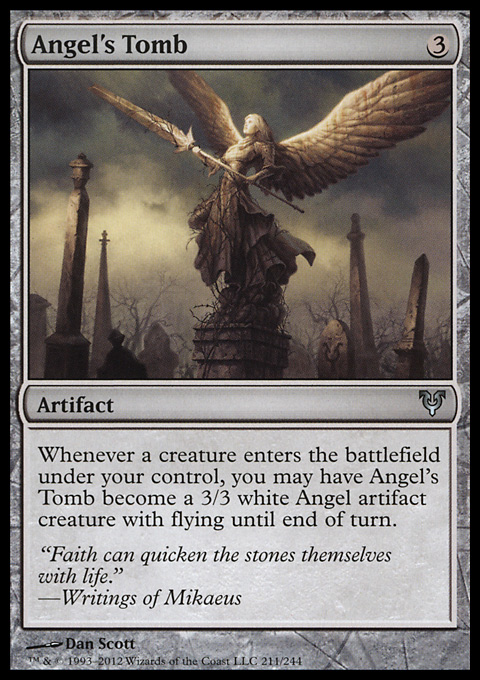 Angel's Tomb 3
Artifact
Whenever a creature enters the battlefield
under your control, you may have Angel's
Tomb become a 3/3 white Angel artifact
creature with flying until end of turn.
“Faith can quicken the stones themselves
with life.”
—Writings of Mikaeus
Dan Scott
™ & © 1993–2012 Wizards of the Coast LLC 211/244